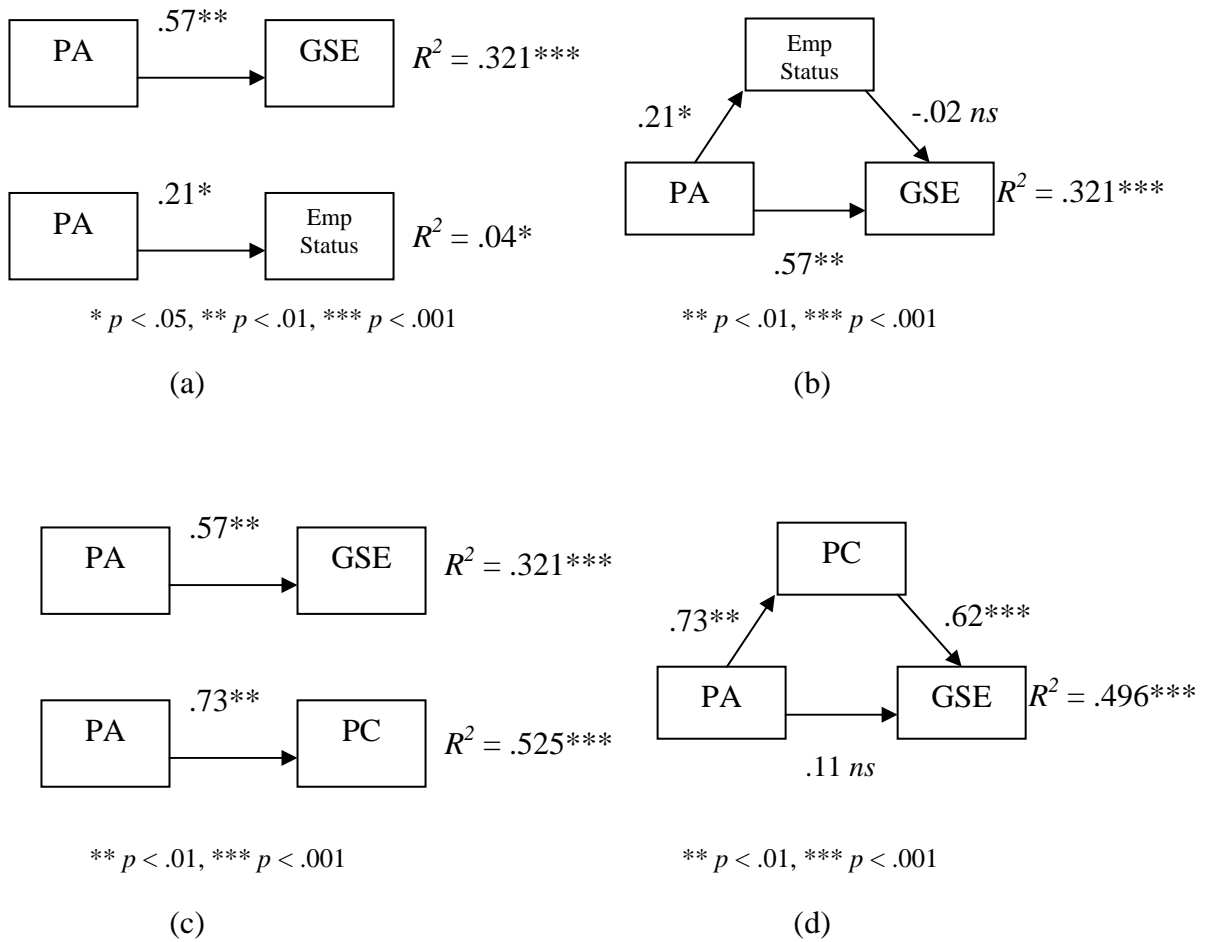 .57**
PA
GSE
R² = .321***
.21*
PA
Emp
Status
R² = .04*
* p < .05, ** p < .01, *** p < .001
(a)
Emp
Status
.21*
-.02 ns
PA
GSE
R² = .321***
.57**
** p < .01, *** p < .001
(b)
.57**
PA
GSE
R² = .321***
.73**
PA
PC
R² = .525***
** p < .01, *** p < .001
(c)
PC
.73**
.62***
PA
GSE
R² = .496***
.11 ns
** p < .01, *** p < .001
(d)